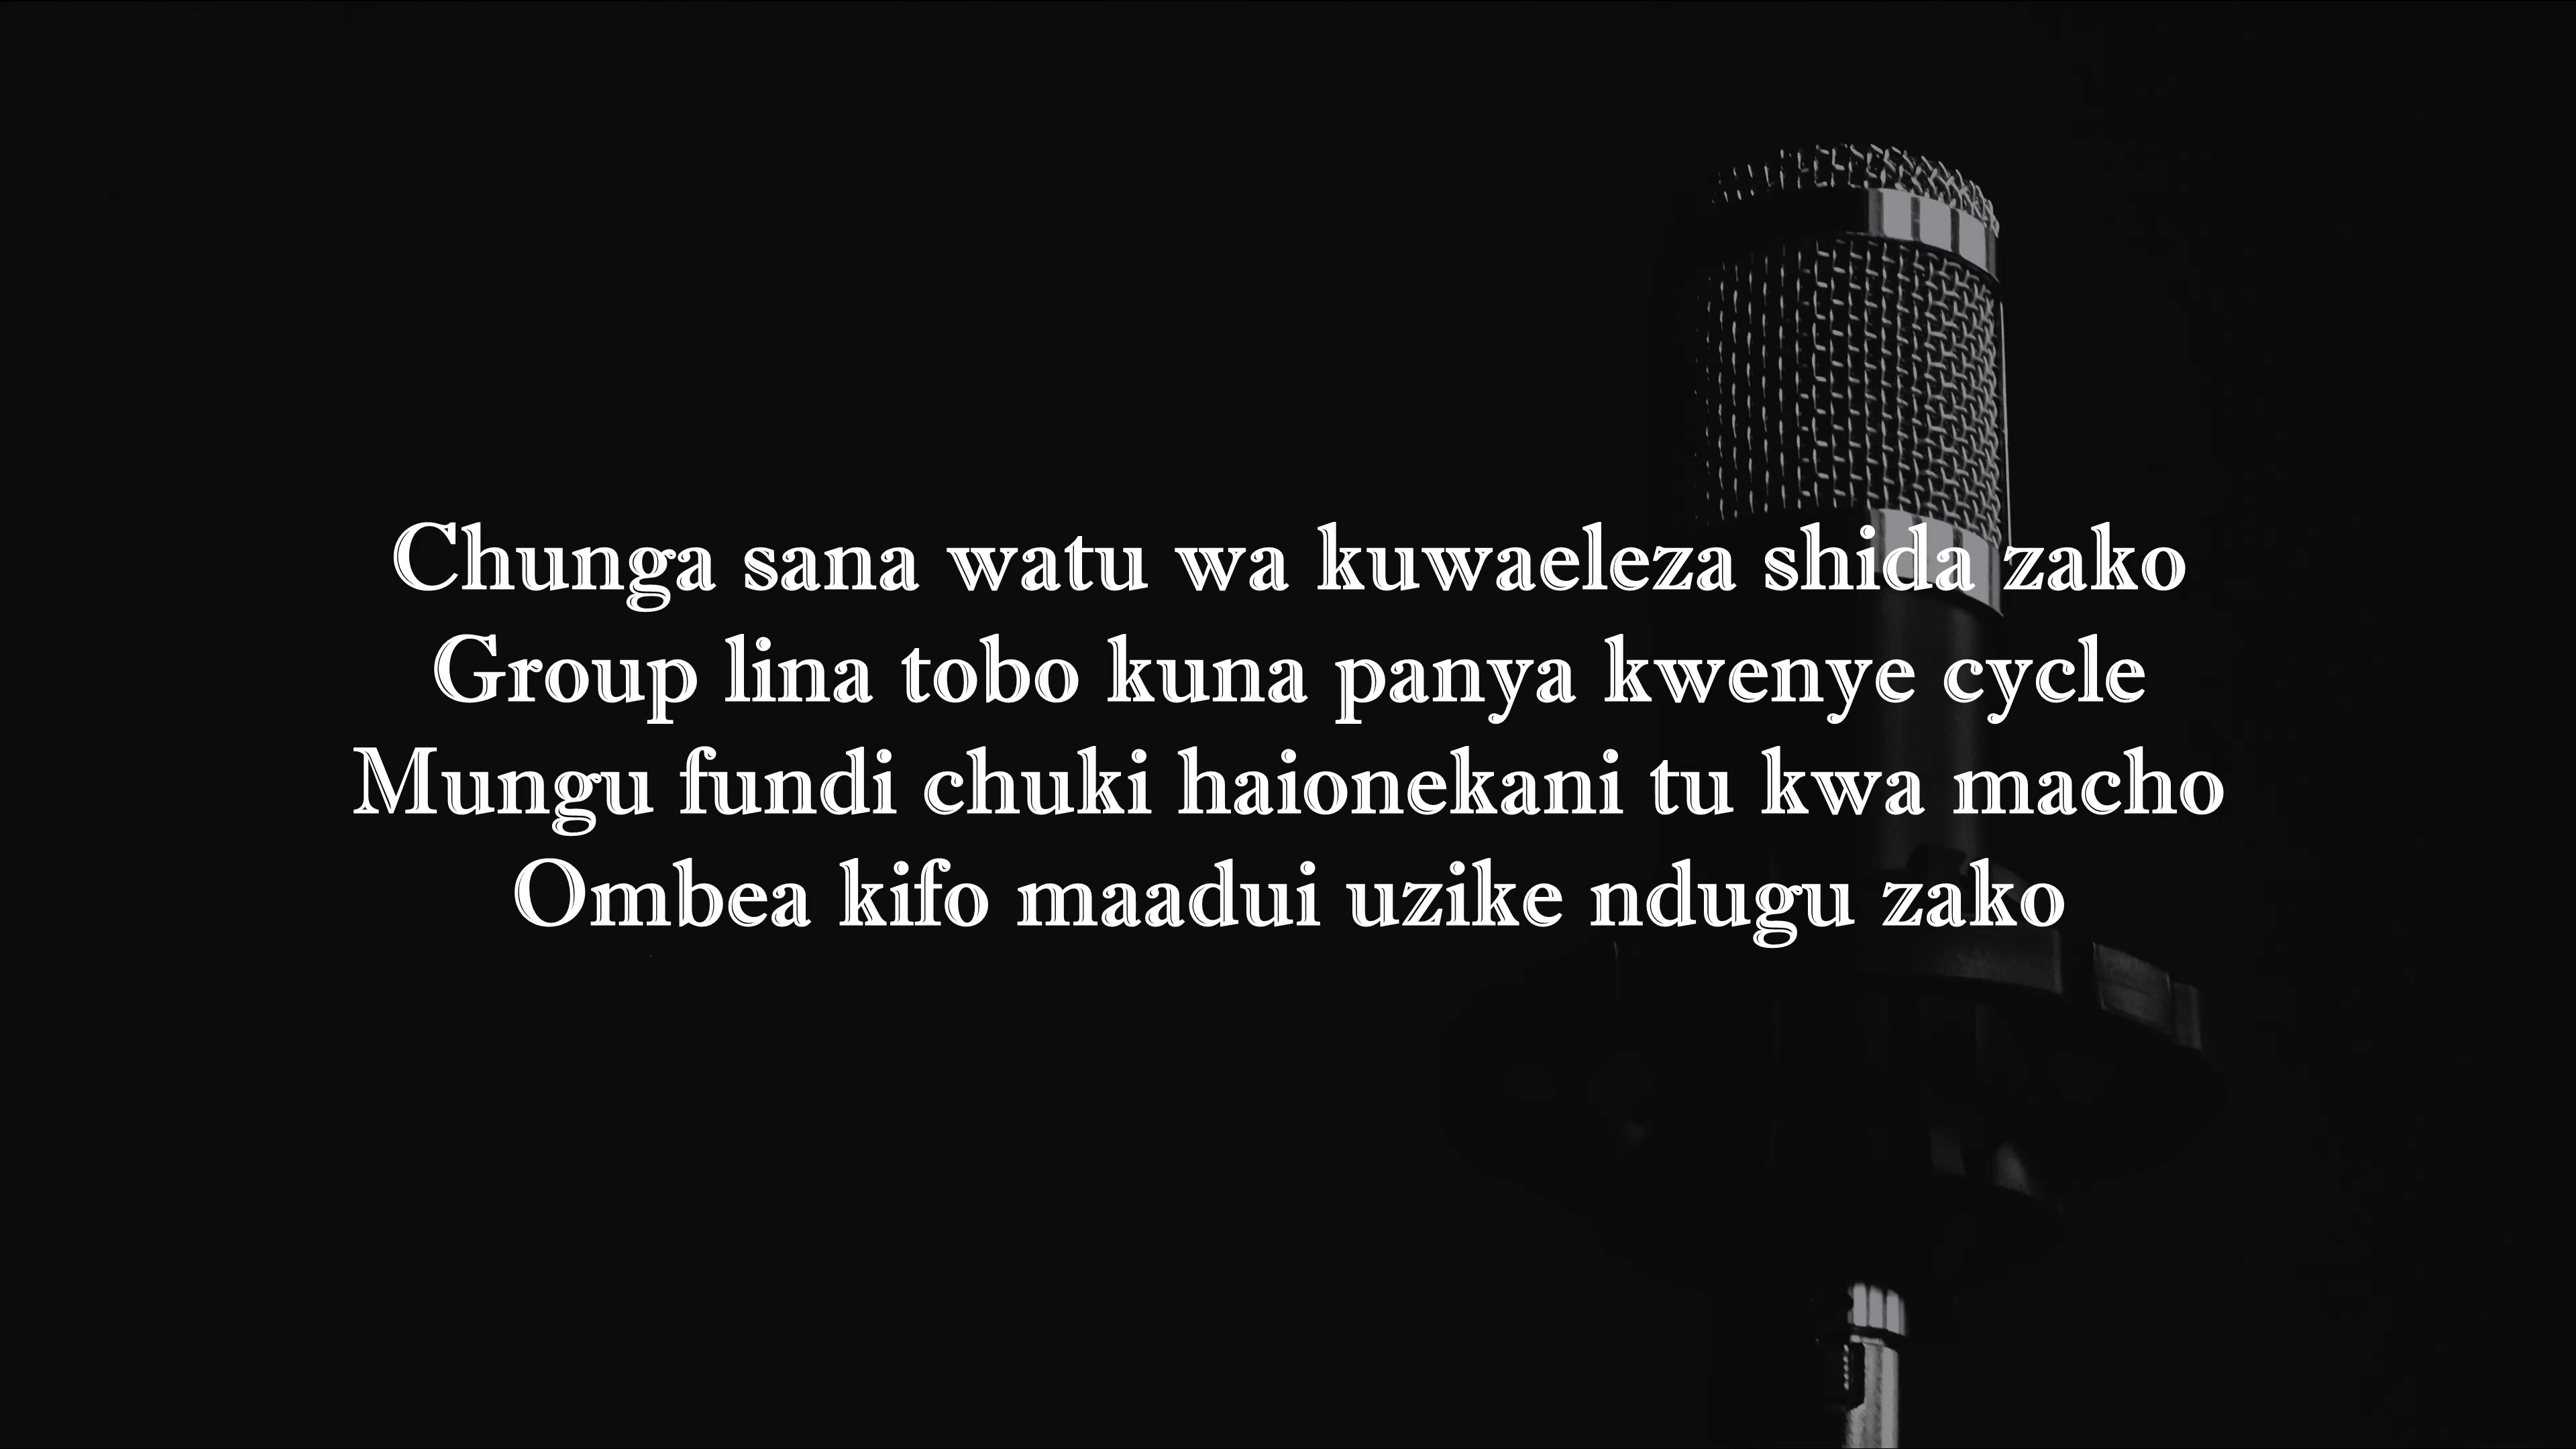 Chunga sana watu wa kuwaeleza shida zako
Group lina tobo kuna panya kwenye cycle
Mungu fundi chuki haionekani tu kwa macho
Ombea kifo maadui uzike ndugu zako